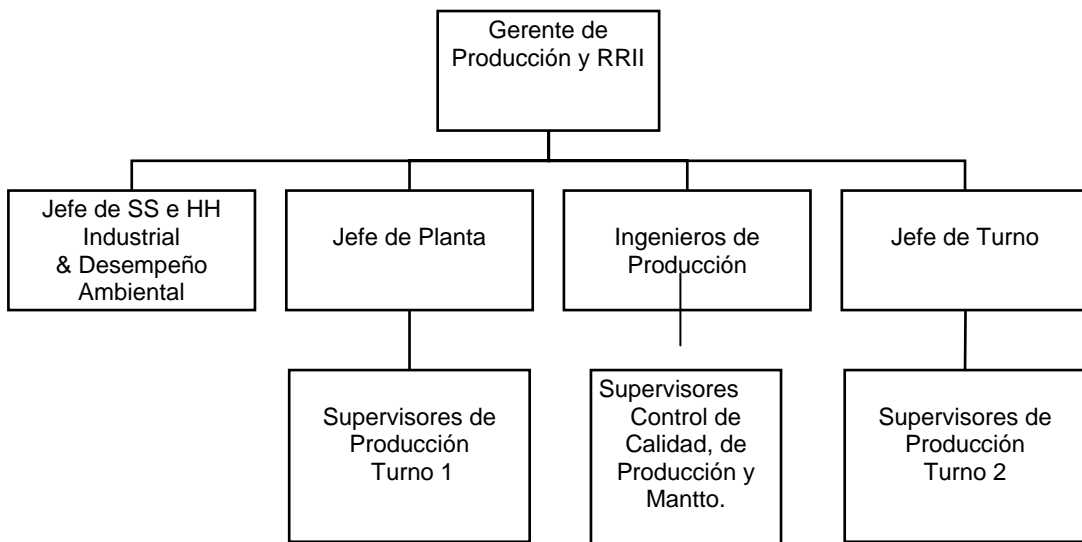 Gerente de
Producción y RRII
Jefe de SS e HH
Industrial
& Desempeño
Ambiental
Jefe de Planta
Ingenieros de
Producción
Jefe de Turno
Supervisores de
Producción
Turno 1
Supervisores
Control de
Calidad, de
Producción y
Mantto.
Supervisores de
Producción
Turno 2